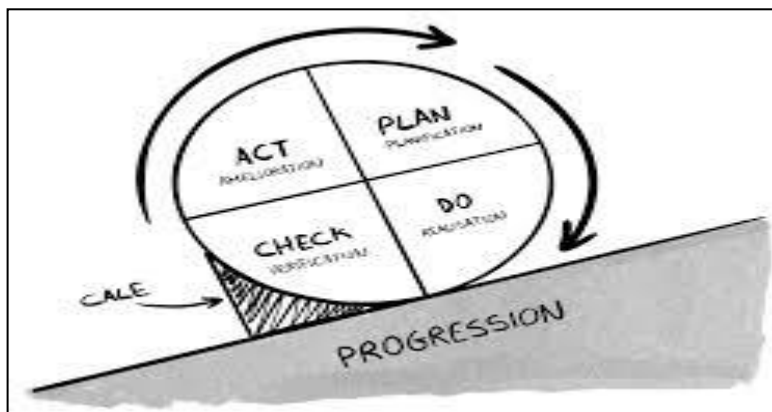 ACT
AMELIORATION
PLAN
PLANIFICATION
CHECK
VERIFICATION
DO
REALISATION
CALE
PROGRESSION